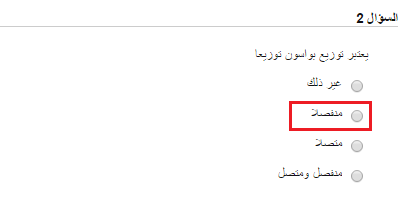 السؤال 2
يعتبر توزيع بواسون توزيعا
غير ذلك
منفصلا
متصلا
منفصل ومتصل